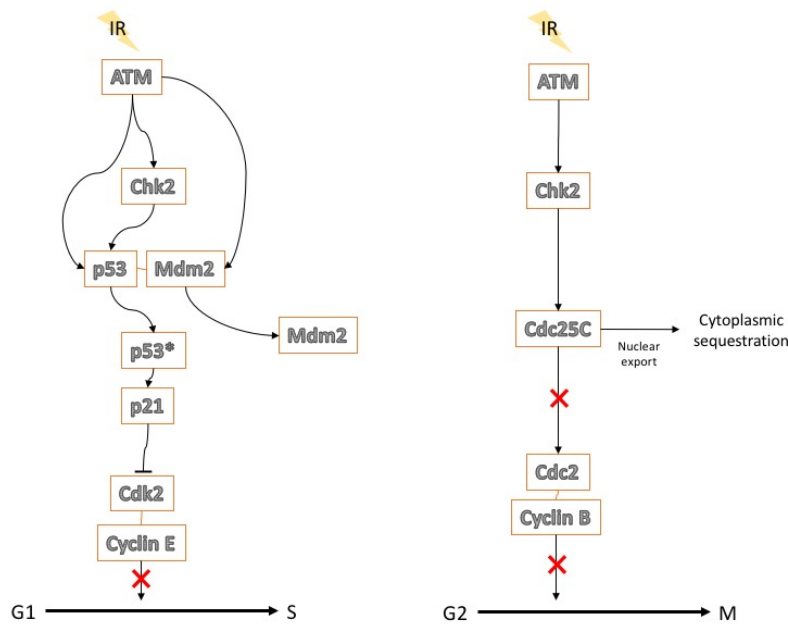 IR
ATM
Chk2
p53
Mdm2
Mdm2
p53*
p21
Cdk2
Cyclin E
G1
S
IR
ATM
Chk2
Cdc25C
Nuclear
export
Cytoplasmic
sequestration
Cdc2
Cyclin B
G2
M